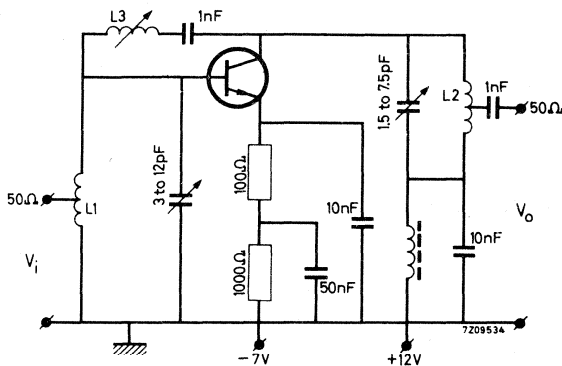 L3
1nF
1.5 to 7.5pF
L2
1nF
50Ω
3 to 12pF
100Ω
50Ω
L1
10nF
Vo
1000Ω
10nF
Vi
50nF
7Z09534
-7V
+12V